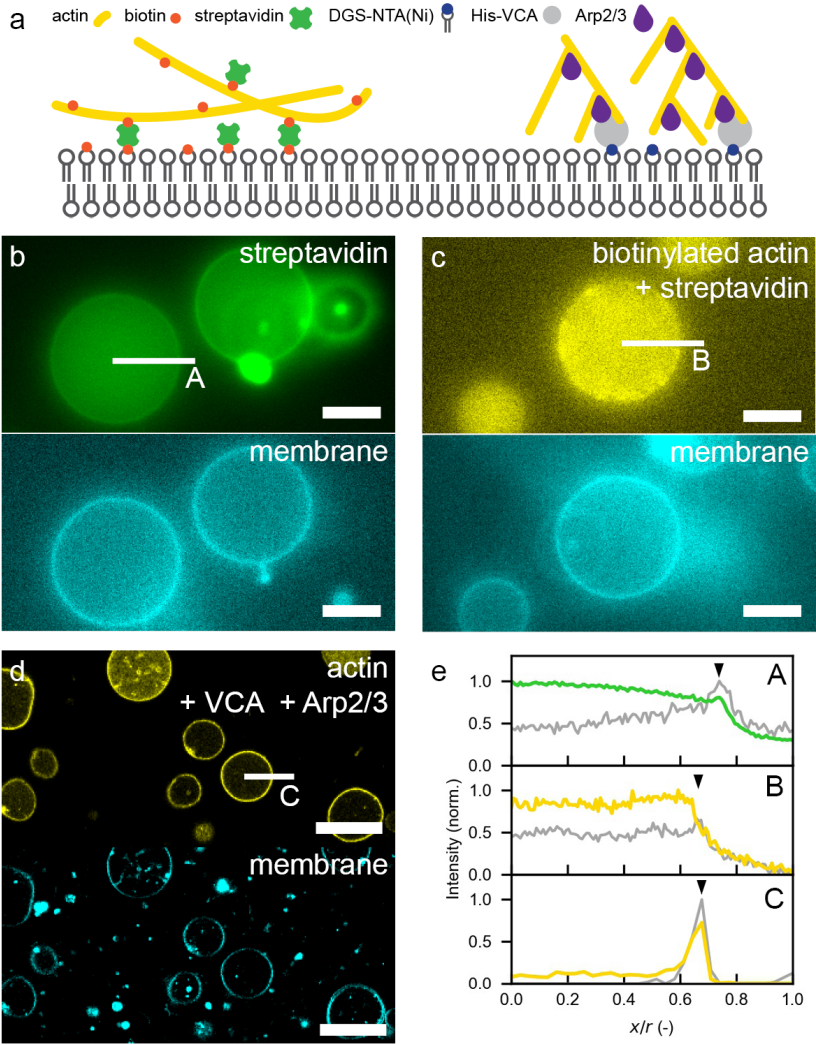 a
actin biotin streptavidin DGS-NTA(Ni) His-VCA Arp2/3
b
streptavidin
A
membrane
c
biotinylated actin
+ streptavidin
B
membrane
d
actin
+ VCA + Arp2/3
C
membrane
e
A
1.0
0.5
0.0
B
1.0
0.5
0.0
C
1.0
0.5
0.0
Intensity (norm.)
0.0 0.2 0.4 0.6 0.8 1.0
x/r (-)